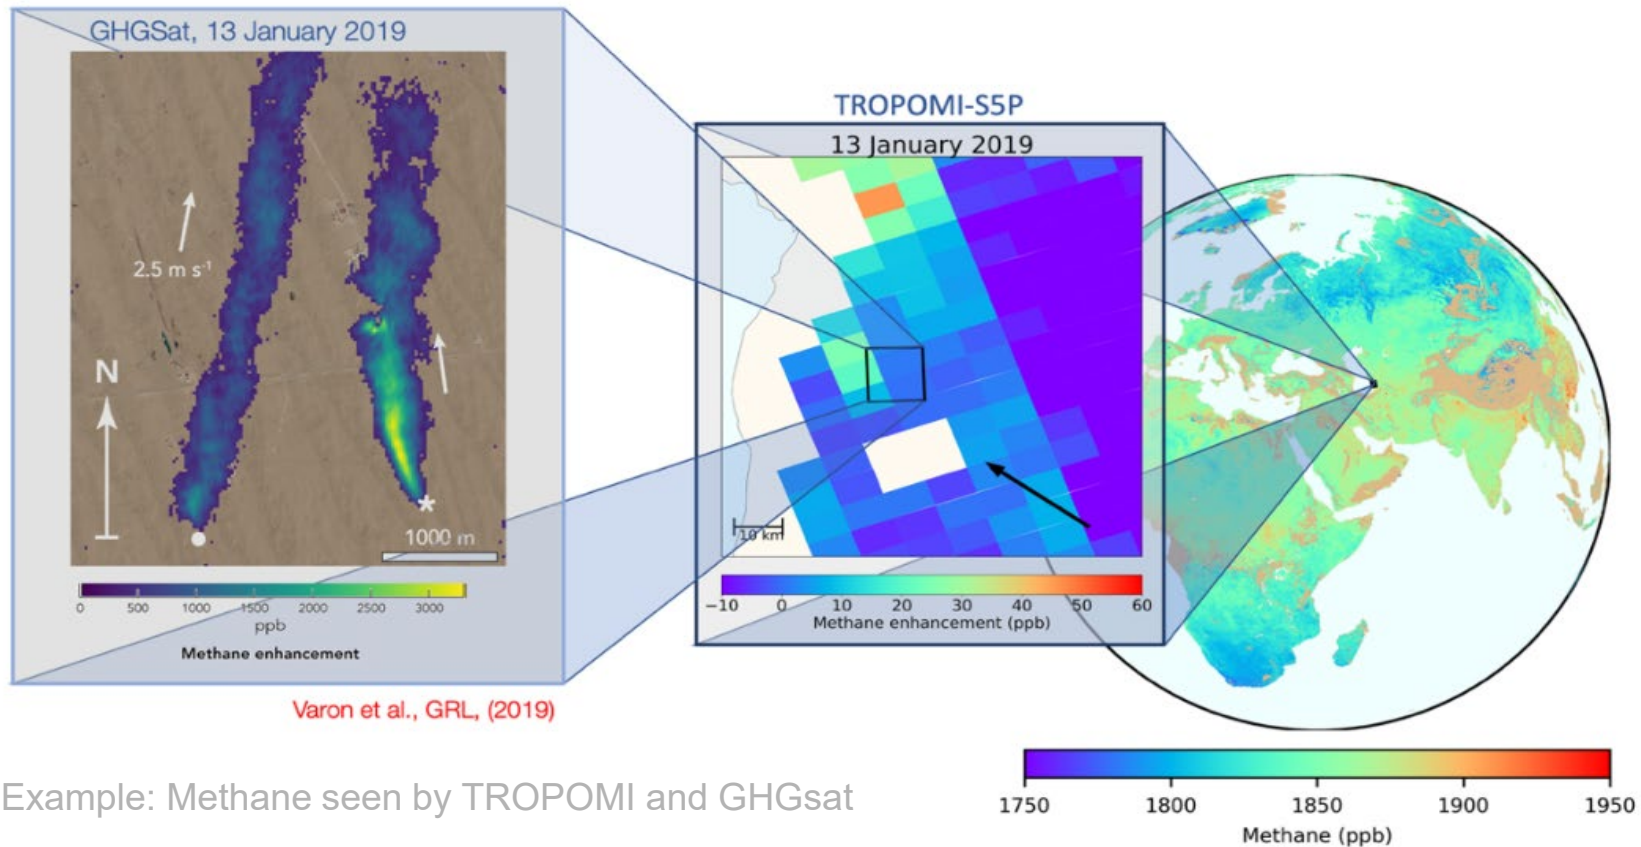 GHGSat, 13 January 2019
2.5 m s⁻¹
N
*
1000 m
0 500 1000 1500 2000 2500 3000
ppb
Methane enhancement
Varon et al., GRL, (2019)
TROPOMI-S5P
13 January 2019
10 km
−10 0 10 20 30 40 50 60
Methane enhancement (ppb)
1750 1800 1850 1900 1950
Methane (ppb)
Example: Methane seen by TROPOMI and GHGsat